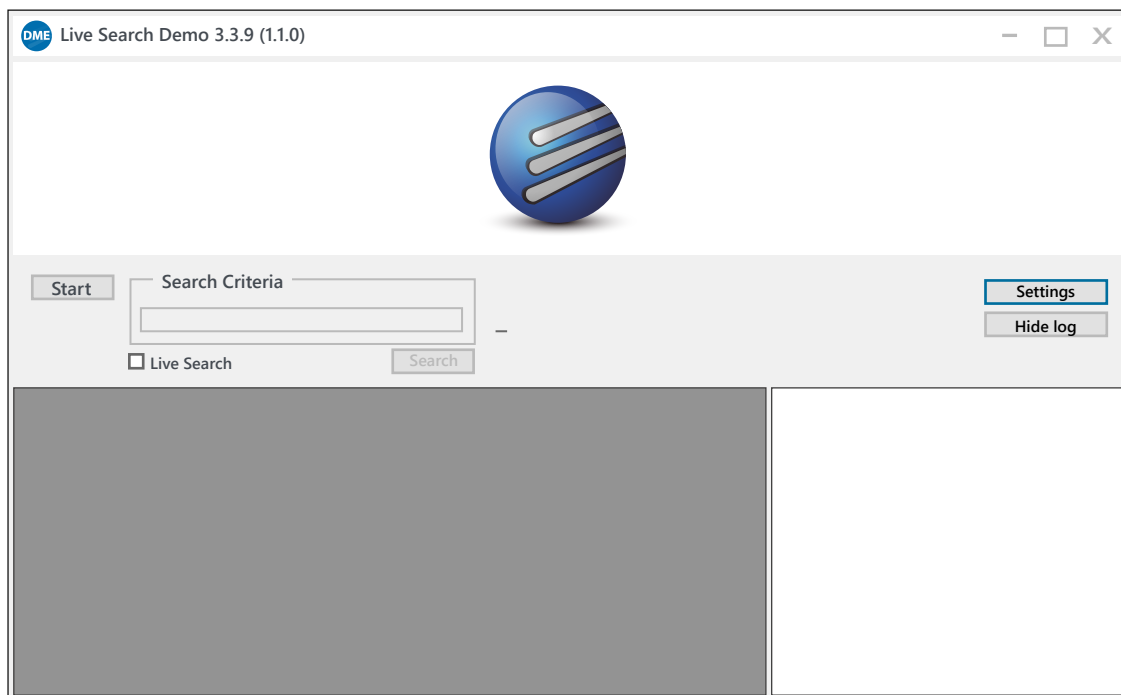 DME Live Search Demo 3.3.9 (1.1.0)
Start
Search Criteria
Settings
Hide log
Live Search
Search